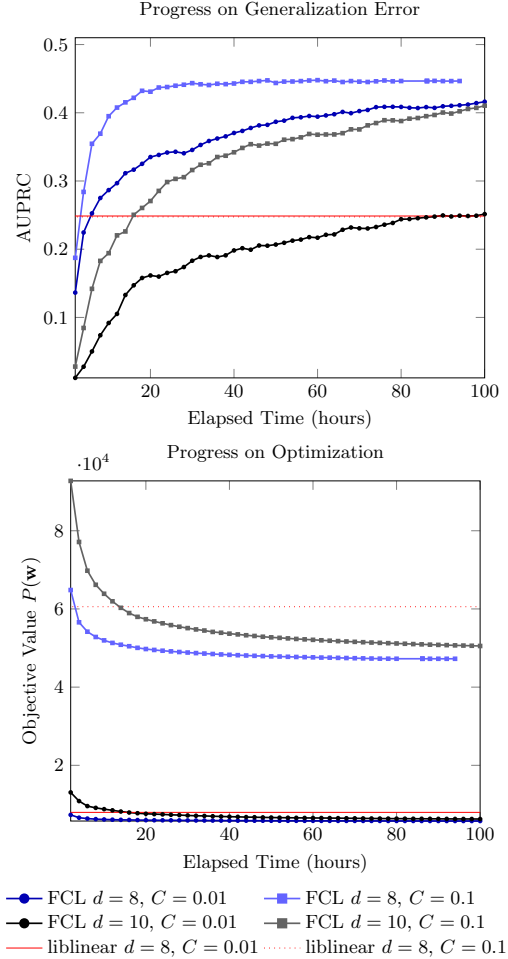 Progress on Generalization Error
0.5
0.4
0.3
0.2
0.1
AUPRC
20 40 60 80 100
Elapsed Time (hours)
Progress on Optimization
·10⁴
8
6
4
2
Objective Value P(w)
20 40 60 80 100
Elapsed Time (hours)
FCL d = 8, C = 0.01 FCL d = 8, C = 0.1
FCL d = 10, C = 0.01 FCL d = 10, C = 0.1
liblinear d = 8, C = 0.01 liblinear d = 8, C = 0.1